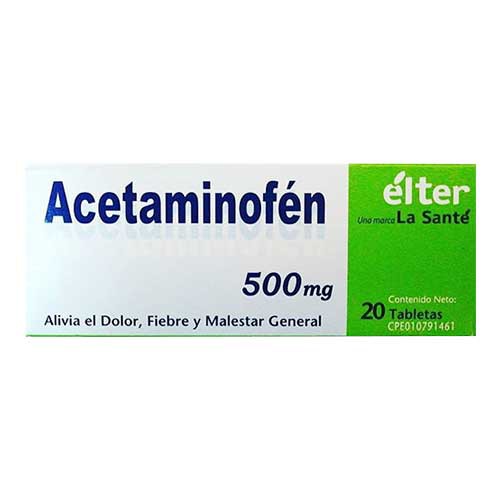 Acetaminofén
500mg
Alivia el Dolor, Fiebre y Malestar General
élter
Una marca La Santé
Contenido Neto:
20 Tabletas
CPE010791461